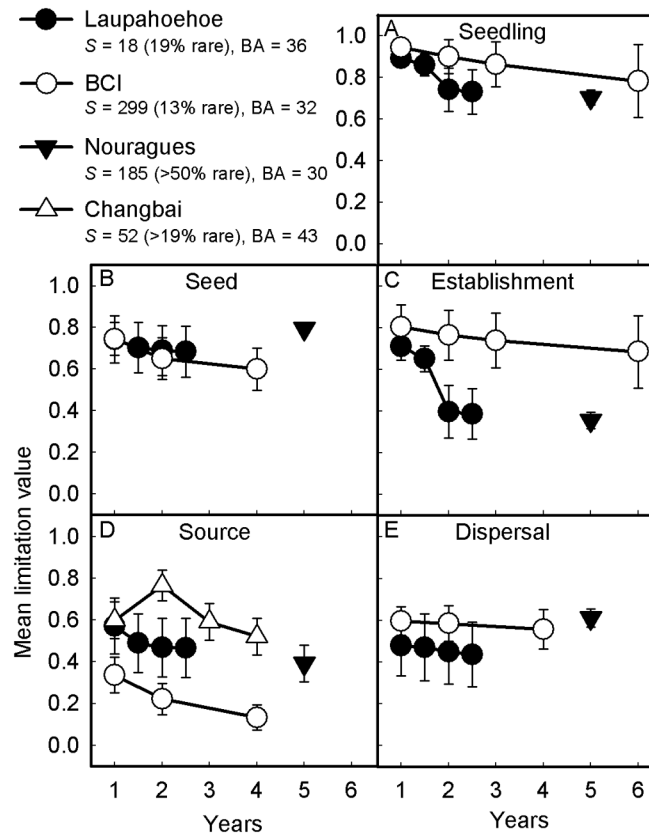 Laupahoehoe
S = 18 (19% rare), BA = 36
BCI
S = 299 (13% rare), BA = 32
Nouragues
S = 185 (>50% rare), BA = 30
Changbai
S = 52 (>19% rare), BA = 43
A Seedling
1.0
0.8
0.6
0.4
0.2
0.0
B Seed
1.0
0.8
0.6
0.4
0.2
0.0
C Establishment
D Source
1.0
0.8
0.6
0.4
0.2
0.0
E Dispersal
Mean limitation value
1 2 3 4 5 6
Years
1 2 3 4 5 6
Years